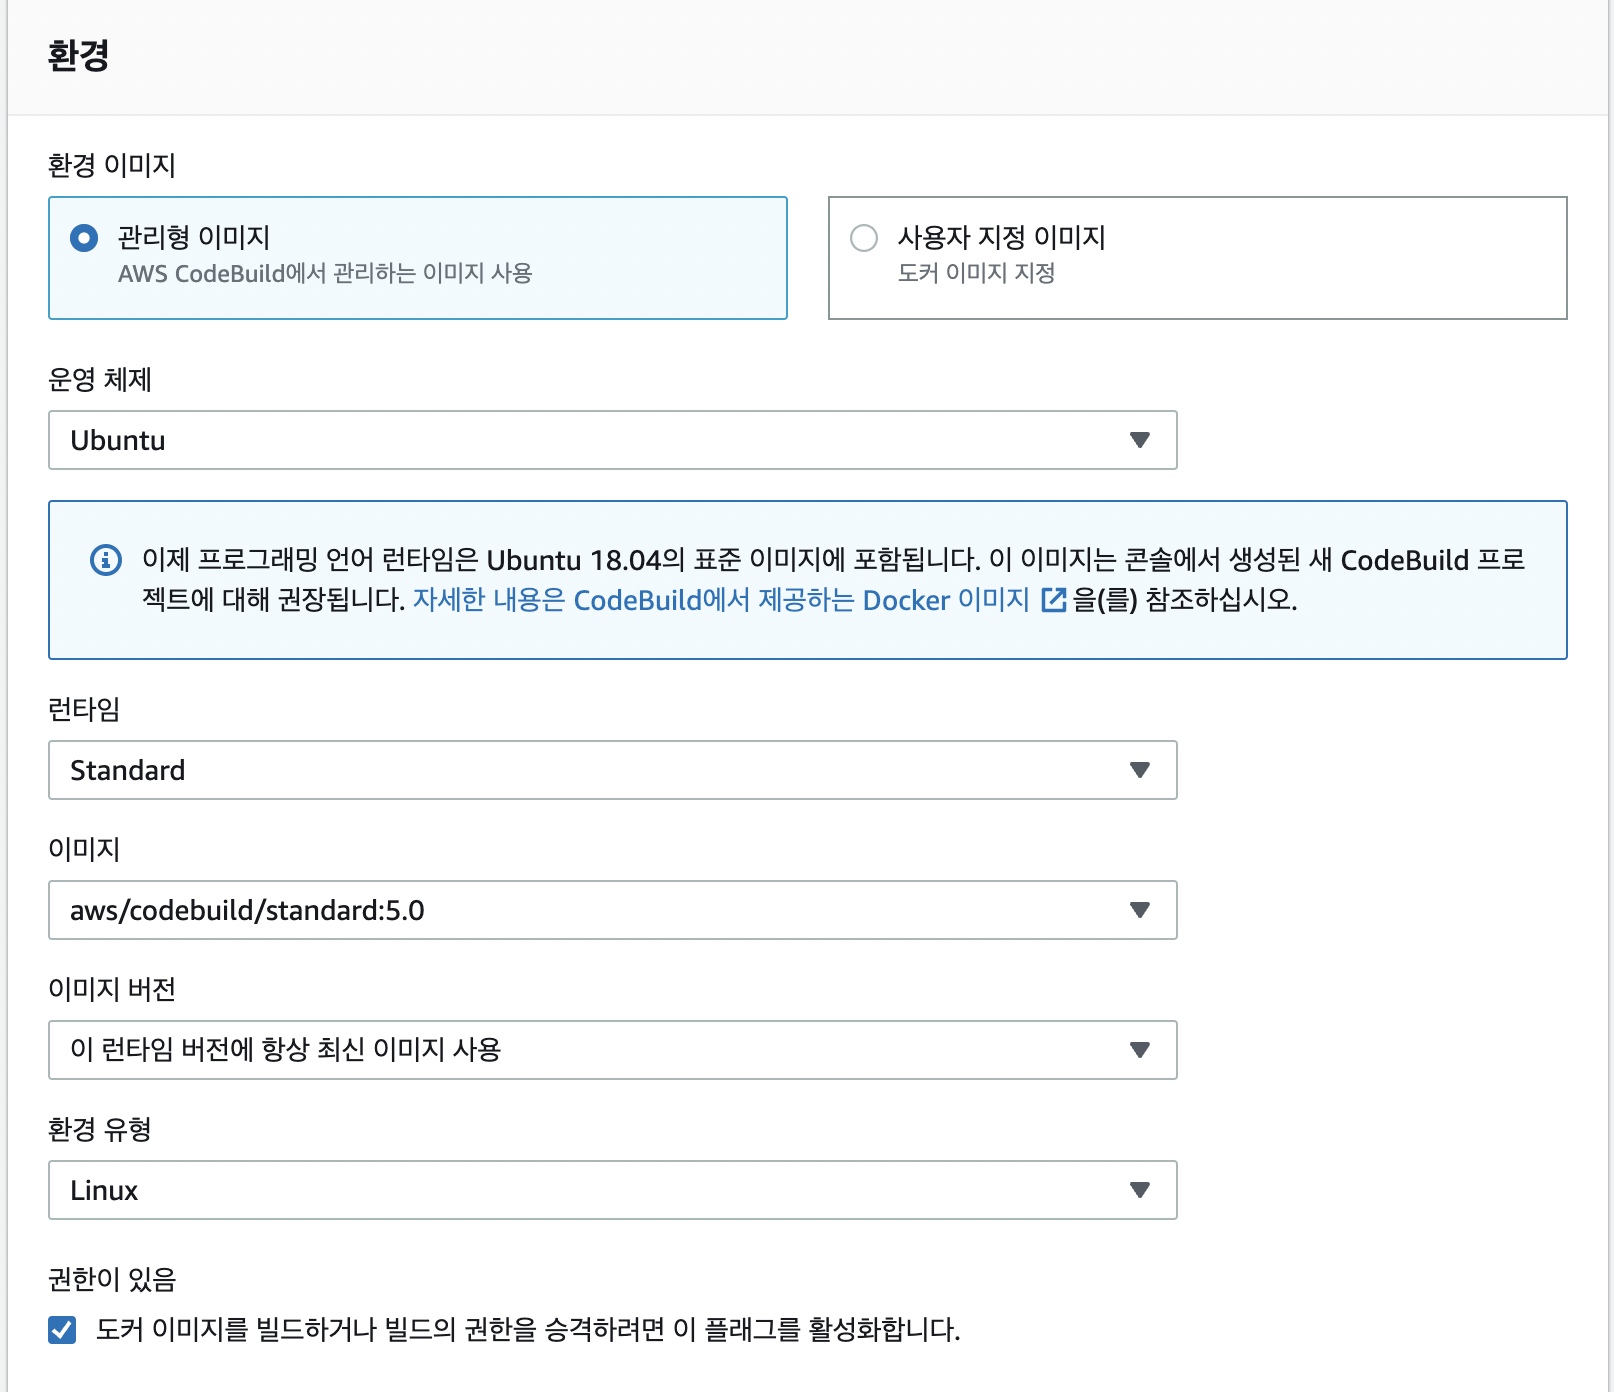 환경
환경 이미지
관리형 이미지
AWS CodeBuild에서 관리하는 이미지 사용
사용자 지정 이미지
도커 이미지 지정
운영 체제
Ubuntu
이제 프로그래밍 언어 런타임은 Ubuntu 18.04의 표준 이미지에 포함됩니다. 이 이미지는 콘솔에서 생성된 새 CodeBuild 프로
젝트에 대해 권장됩니다. 자세한 내용은 CodeBuild에서 제공하는 Docker 이미지 을(를) 참조하십시오.
런타임
Standard
이미지
aws/codebuild/standard:5.0
이미지 버전
이 런타임 버전에 항상 최신 이미지 사용
환경 유형
Linux
권한이 있음
도커 이미지를 빌드하거나 빌드의 권한을 승격하려면 이 플래그를 활성화합니다.